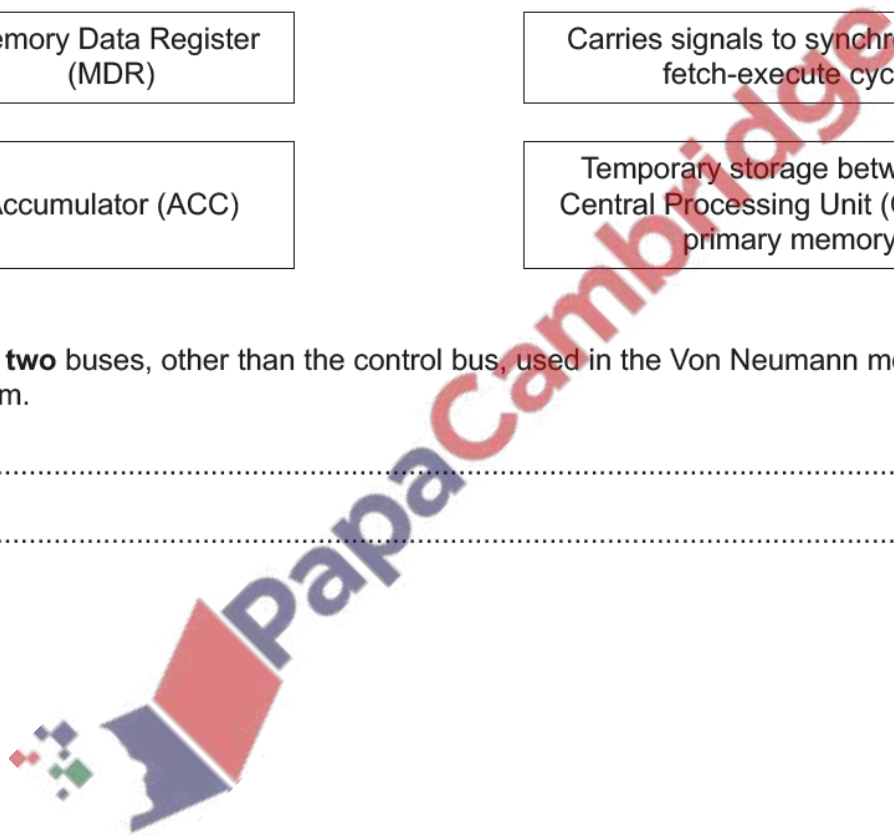 emory Data Register
(MDR)
Carries signals to synchr
fetch-execute cyc
ccumulator (ACC)
Temporary storage betw
Central Processing Unit (
primary memory
two buses, other than the control bus, used in the Von Neumann m
m.
PapaCambridge